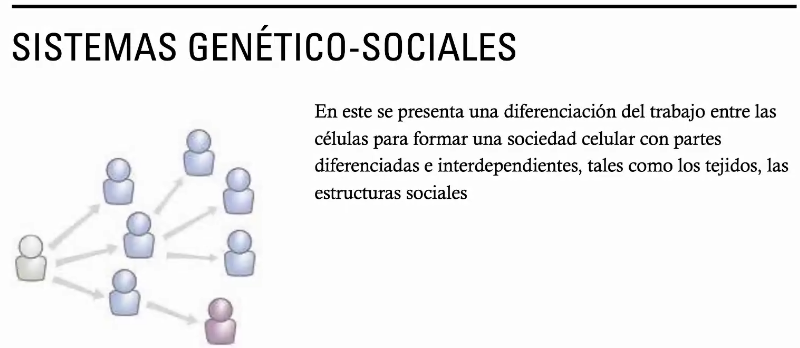 SISTEMAS GENÉTICO-SOCIALES
En este se presenta una diferenciación del trabajo entre las
células para formar una sociedad celular con partes
diferenciadas e interdependientes, tales como los tejidos, las
estructuras sociales